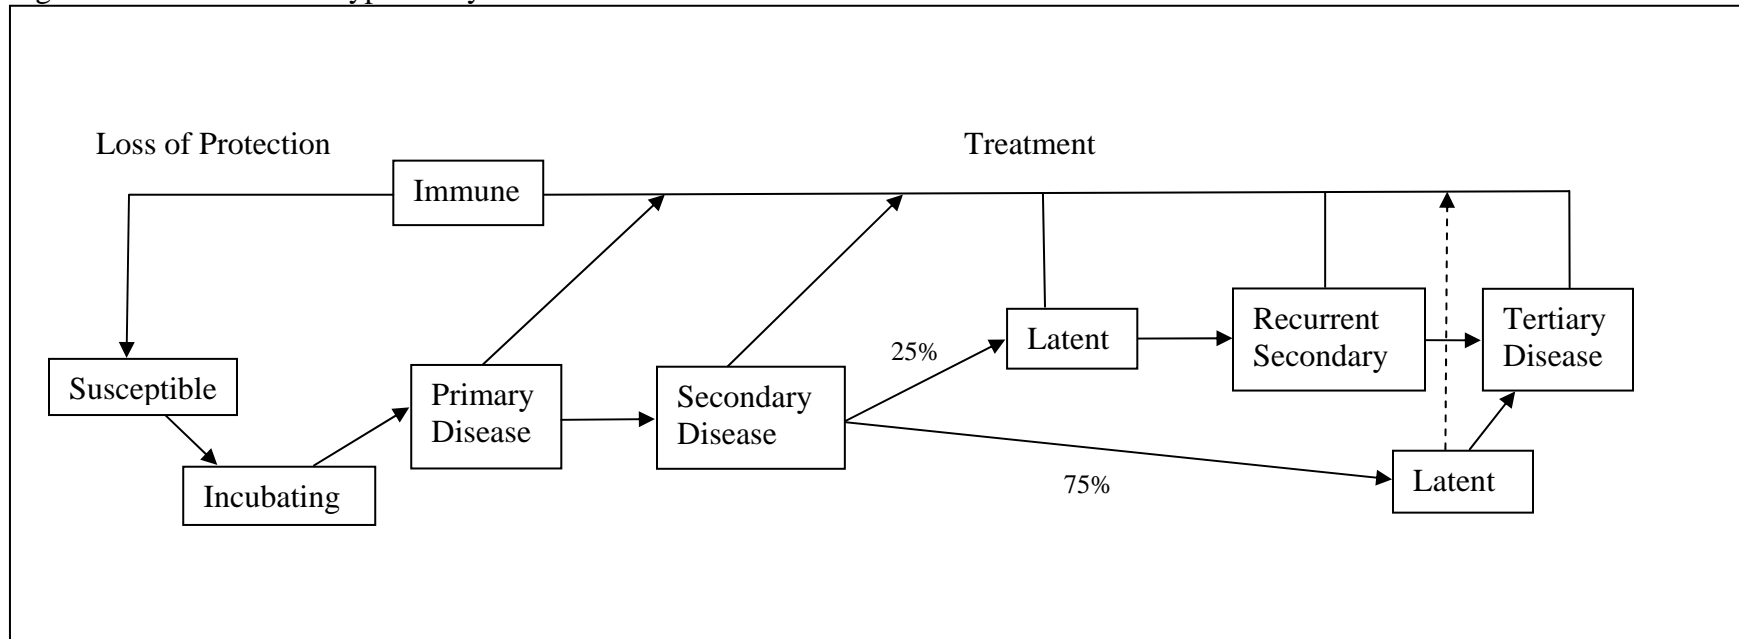 Loss of Protection
Treatment
Immune
Susceptible
Incubating
Primary
Disease
Secondary
Disease
25%
75%
Latent
Recurrent
Secondary
Tertiary
Disease
Latent